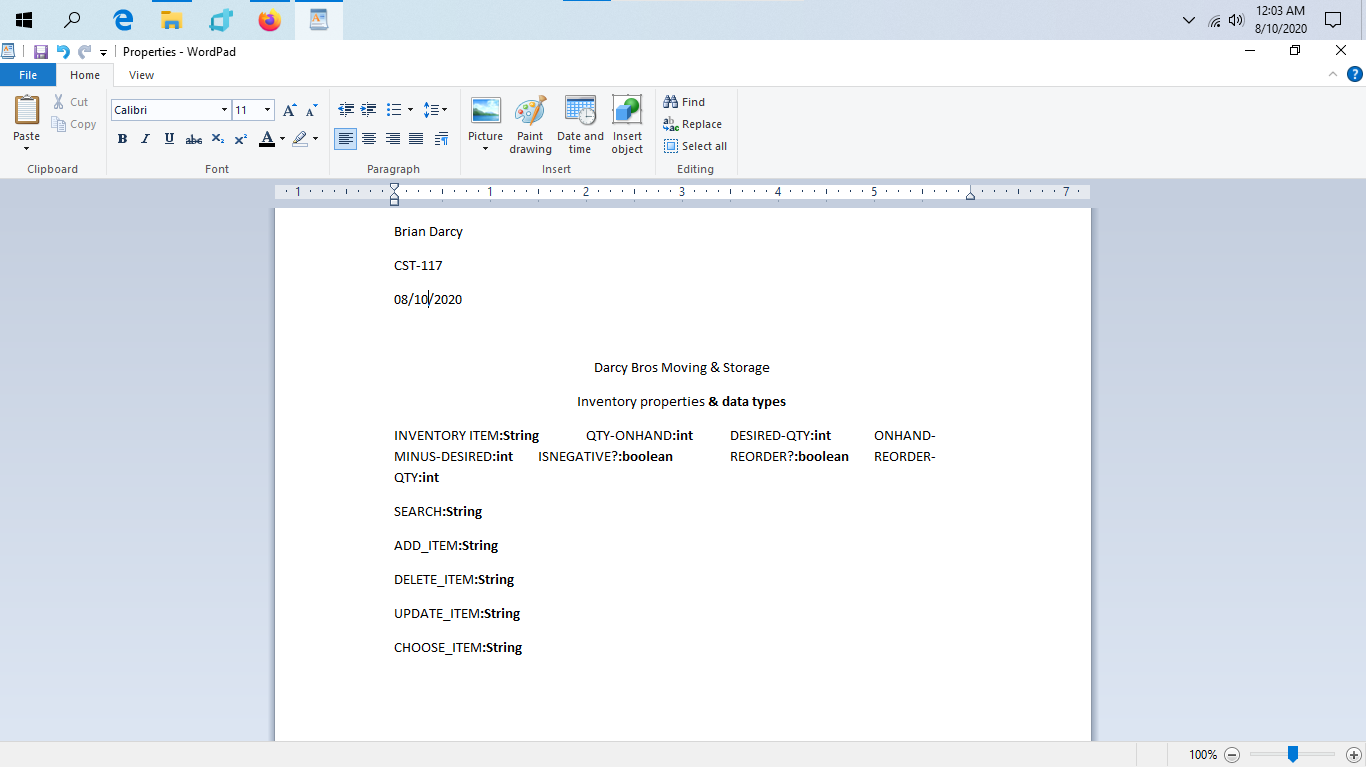 12:03 AM
8/10/2020
Properties - WordPad
File Home View
Paste
Cut
Copy
Clipboard
Calibri 11
B I U abc X₂ X² A
Font
Paragraph
Picture
Paint drawing
Date and time
Insert object
Insert
Find
Replace
Select all
Editing
1 1 2 3 4 5 7
Brian Darcy
CST-117
08/10/2020
Darcy Bros Moving & Storage
Inventory properties & data types
INVENTORY ITEM:String QTY-ONHAND:int DESIRED-QTY:int ONHAND-
MINUS-DESIRED:int ISNEGATIVE?:boolean REORDER?:boolean REORDER-
QTY:int
SEARCH:String
ADD_ITEM:String
DELETE_ITEM:String
UPDATE_ITEM:String
CHOOSE_ITEM:String
100%